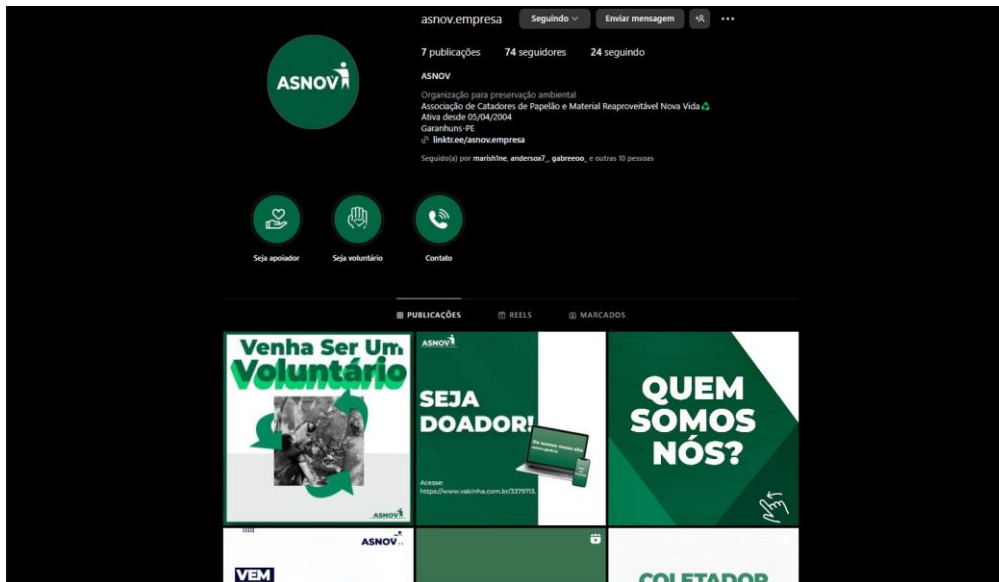 asnov.empresa Seguindo Enviar mensagem
7 publicações 74 seguidores 24 seguindo
ASNOV
ASNOV
Organização para preservação ambiental
Associação de Catadores de Papelão e Material Reaproveitável Nova Vida
Ativa desde 05/04/2004
Garanhuns-PE
linktr.ee/asnov.empresa
Seguido(a) por marish1ne, andersox7_, gabreeoo_ e outras 10 pessoas
Seja apoiador Seja voluntário Contato
PUBLICAÇÕES REELS MARCADOS
Venha Ser Um
Voluntário
ASNOV
ASNOV
SEJA
DOADOR!
Acesse:
https://www.vakinha.com.br/3379713.
QUEM
SOMOS
NÓS?
ASNOV
VEM
COLETADOR